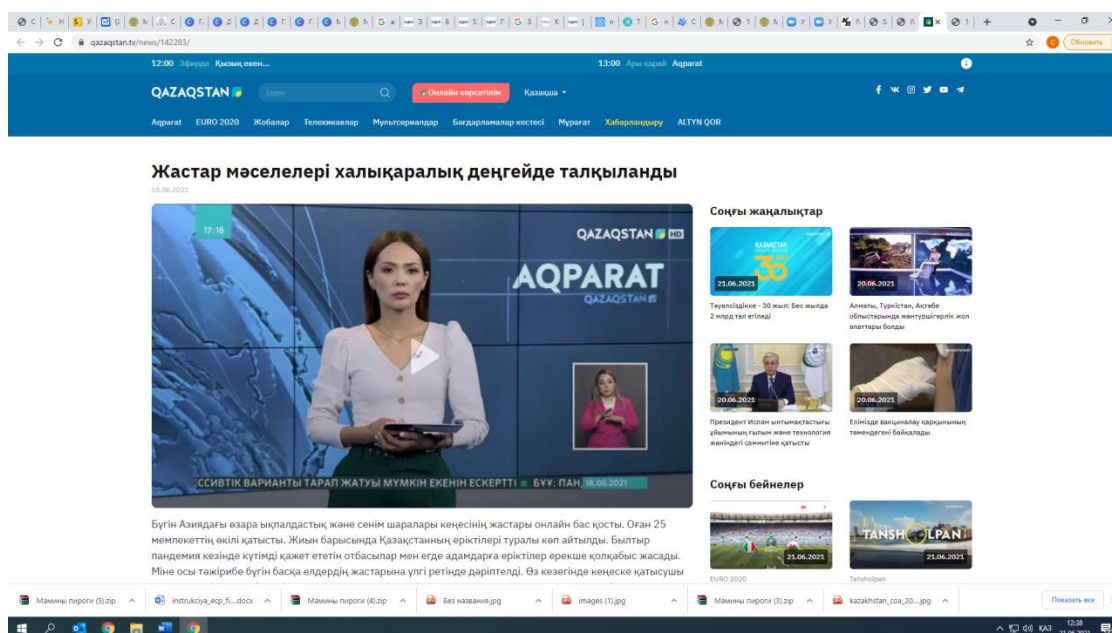 qazaqstan.tv/news/142283/
Обновить
12:00 Эфирде Қызық екен...
13:00 Ары қарай Aqparat
QAZAQSTAN
Іздеу
Онлайн көрсетілім
Қазақша
Aqparat EURO 2020 Жобалар Телехикаялар Мультсериалдар Бағдарламалар кестесі Мұрағат Хабарландыру ALTYN QOR
Жастар мәселелері халықаралық деңгейде талқыланды
18.06.2021
17:16
QAZAQSTAN HD
AQPARAT
QAZAQSTAN
ССИВТІК ВАРИАНТЫ ТАРАП ЖАТУЫ МҮМКІН ЕКЕНІН ЕСКЕРТТІ БҰҰ: ПАН 18.06.2021
Бүгін Азиядағы өзара ықпалдастық және сенім шаралары кеңесінің жастары онлайн бас қосты. Оған 25
мемлекеттің өкілі қатысты. Жиын барысында Қазақстанның еріктілері туралы көп айтылды. Былтыр
пандемия кезінде күтімді қажет ететін отбасылар мен егде адамдарға еріктілер ерекше қолқабыс жасады.
Міне осы тәжірибе бүгін басқа елдердің жастарына үлгі ретінде дәріптелді. Өз кезегінде кеңеске қатысушы
Соңғы жаңалықтар
ҚАЗАҚСТАН
21.06.2021
Тәуелсіздікке - 30 жыл: Бес жылда
2 млрд тал егіледі
20.06.2021
Алматы, Түркістан, Ақтөбе
облыстарында жантүршігерлік жол
апаттары болды
20.06.2021
Президент Ислам ынтымақтастығы
ұйымының ғылым және технология
жөніндегі саммитіне қатысты
20.06.2021
Елімізде вакциналау қарқынының
төмендегені байқалады
Соңғы бейнелер
21.06.2021
EURO 2020
TANSHOLPAN
21.06.2021
Tańsholpan
Мамины пироги (5).zip
instrukciya_ecp_fi....docx
Мамины пироги (4).zip
Без названия.jpg
images (1).jpg
Мамины пироги (3).zip
kazakhstan_coa_20....jpg
Показать все
ҚАЗ
12:38
21.06.2021